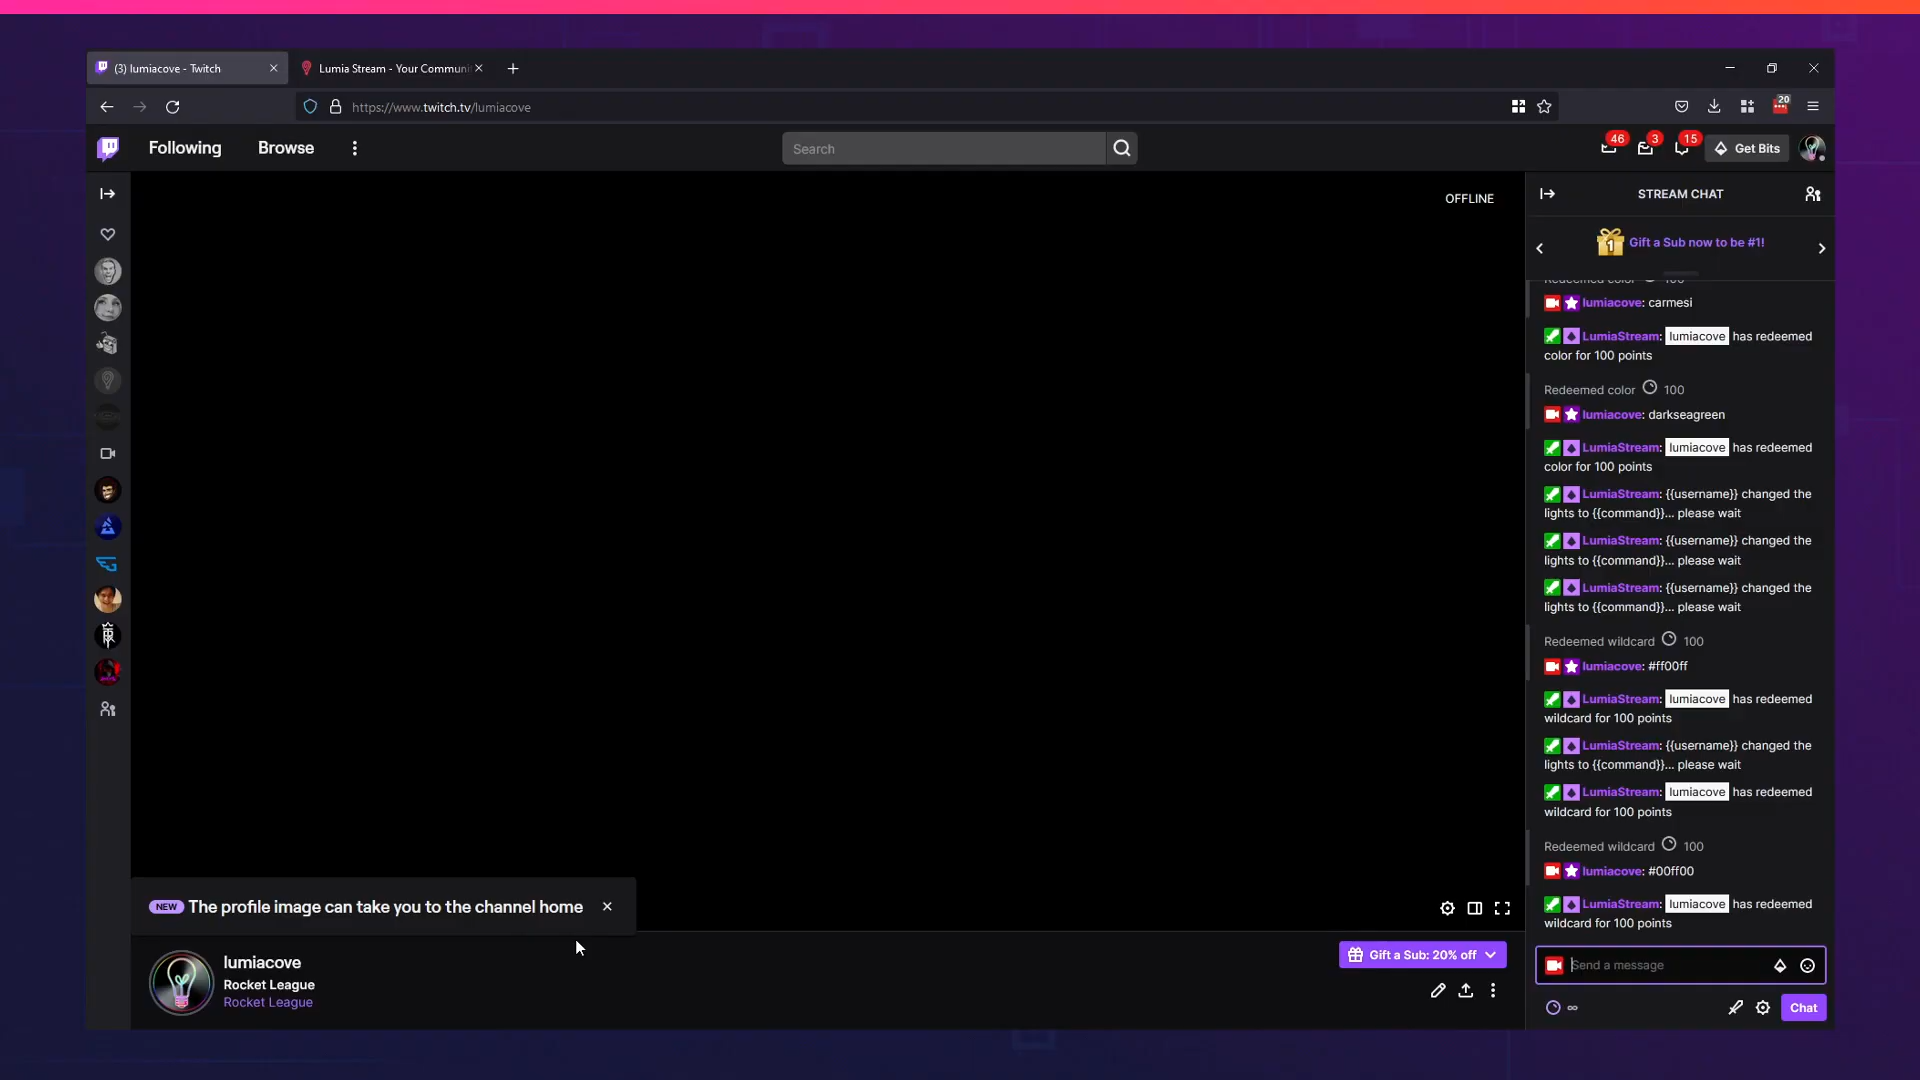 (3) lumiacove - Twitch
Lumia Stream - Your Communi
https://www.twitch.tv/lumiacove
20
Following
Browse
Search
46
3
15
Get Bits
OFFLINE
STREAM CHAT
1
Gift a Sub now to be #1!
Redeemed color 100
lumiacove: carmesi
LumiaStream: lumiacove has redeemed
color for 100 points
Redeemed color 100
lumiacove: darkseagreen
LumiaStream: lumiacove has redeemed
color for 100 points
LumiaStream: {{username}} changed the
lights to {{command}}... please wait
LumiaStream: {{username}} changed the
lights to {{command}}... please wait
LumiaStream: {{username}} changed the
lights to {{command}}... please wait
Redeemed wildcard 100
lumiacove: #ff00ff
LumiaStream: lumiacove has redeemed
wildcard for 100 points
LumiaStream: {{username}} changed the
lights to {{command}}... please wait
LumiaStream: lumiacove has redeemed
wildcard for 100 points
Redeemed wildcard 100
lumiacove: #00ff00
LumiaStream: lumiacove has redeemed
wildcard for 100 points
NEW The profile image can take you to the channel home
lumiacove
Rocket League
Rocket League
Gift a Sub: 20% off
Send a message
∞
Chat